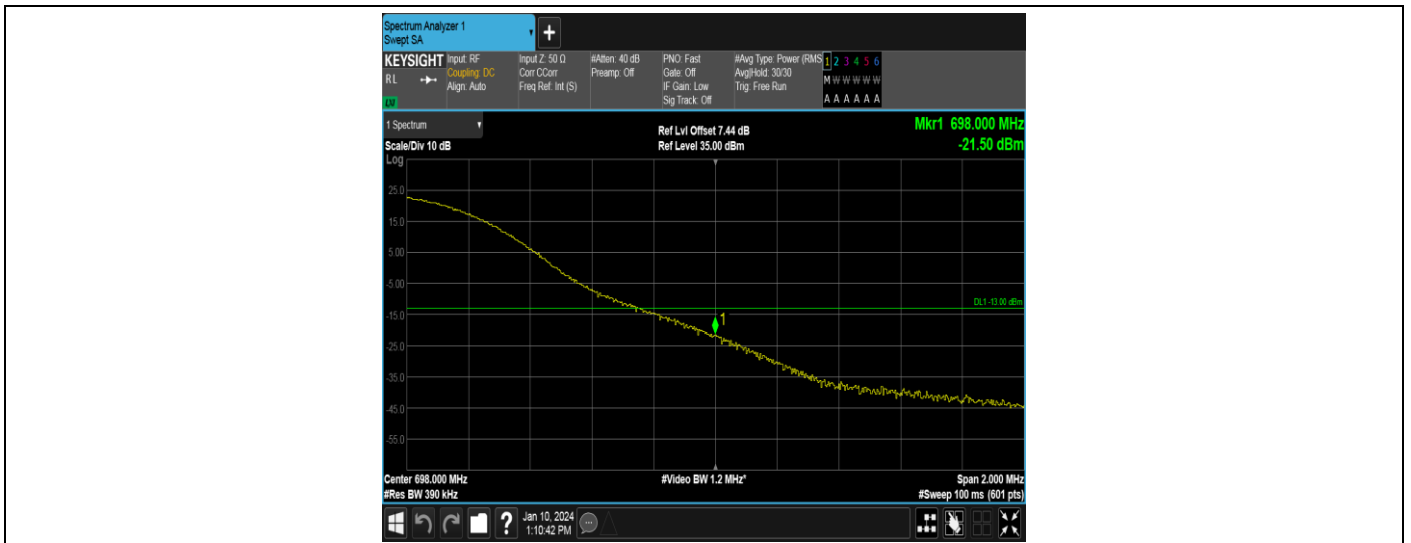 Spectrum Analyzer 1
Swept SA
+
KEYSIGHT
RL
LXI
Input: RF
Coupling: DC
Align: Auto
Input Z: 50 Ω
Corr CCorr
Freq Ref: Int (S)
#Atten: 40 dB
Preamp: Off
PNO: Fast
Gate: Off
IF Gain: Low
Sig Track: Off
#Avg Type: Power (RMS
Avg|Hold: 30/30
Trig: Free Run
1 2 3 4 5 6
M W W W W W
A A A A A A
1 Spectrum
Scale/Div 10 dB
Ref Lvl Offset 7.44 dB
Ref Level 35.00 dBm
Mkr1 698.000 MHz
-21.50 dBm
Log
25.0
15.0
5.00
-5.00
DL1 -13.00 dBm
-15.0
1
-25.0
-35.0
-45.0
-55.0
Center 698.000 MHz
#Video BW 1.2 MHz*
Span 2.000 MHz
#Res BW 390 kHz
#Sweep 100 ms (601 pts)
?
Jan 10, 2024
1:10:42 PM